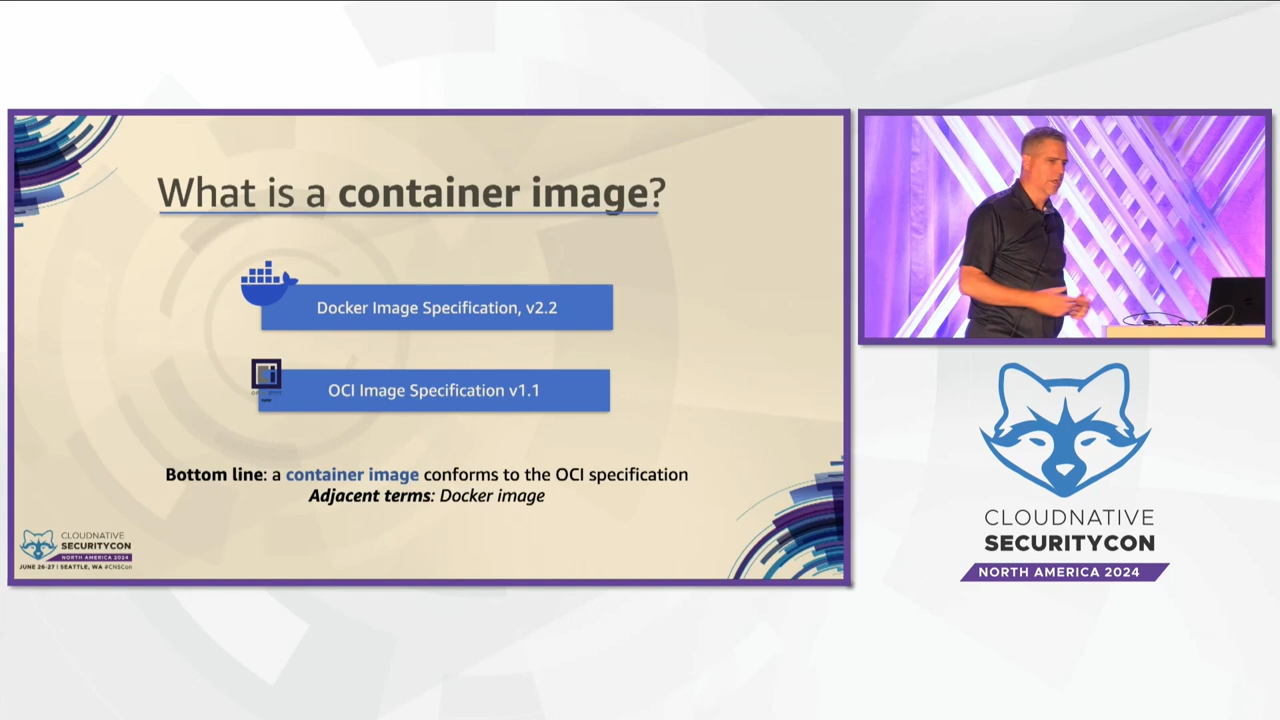 What is a container image?
Docker Image Specification, v2.2
OCI Image Specification v1.1
Bottom line: a container image conforms to the OCI specification
Adjacent terms: Docker image
CLOUDNATIVE
SECURITYCON
NORTH AMERICA 2024
JUNE 26-27 | SEATTLE, WA #CNSCon
CLOUDNATIVE
SECURITYCON
NORTH AMERICA 2024